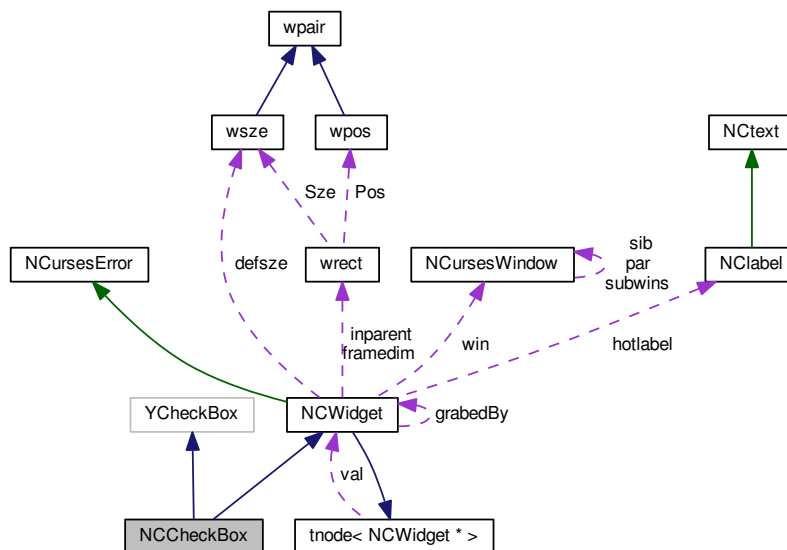 wpair
wsze
wpos
NCtext
Sze
Pos
sib
par
subwins
NCursesError
defsze
wrect
NCursesWindow
NClabel
inparent
framedim
win
hotlabel
YCheckBox
NCWidget
grabedBy
val
NCCheckBox
tnode< NCWidget * >